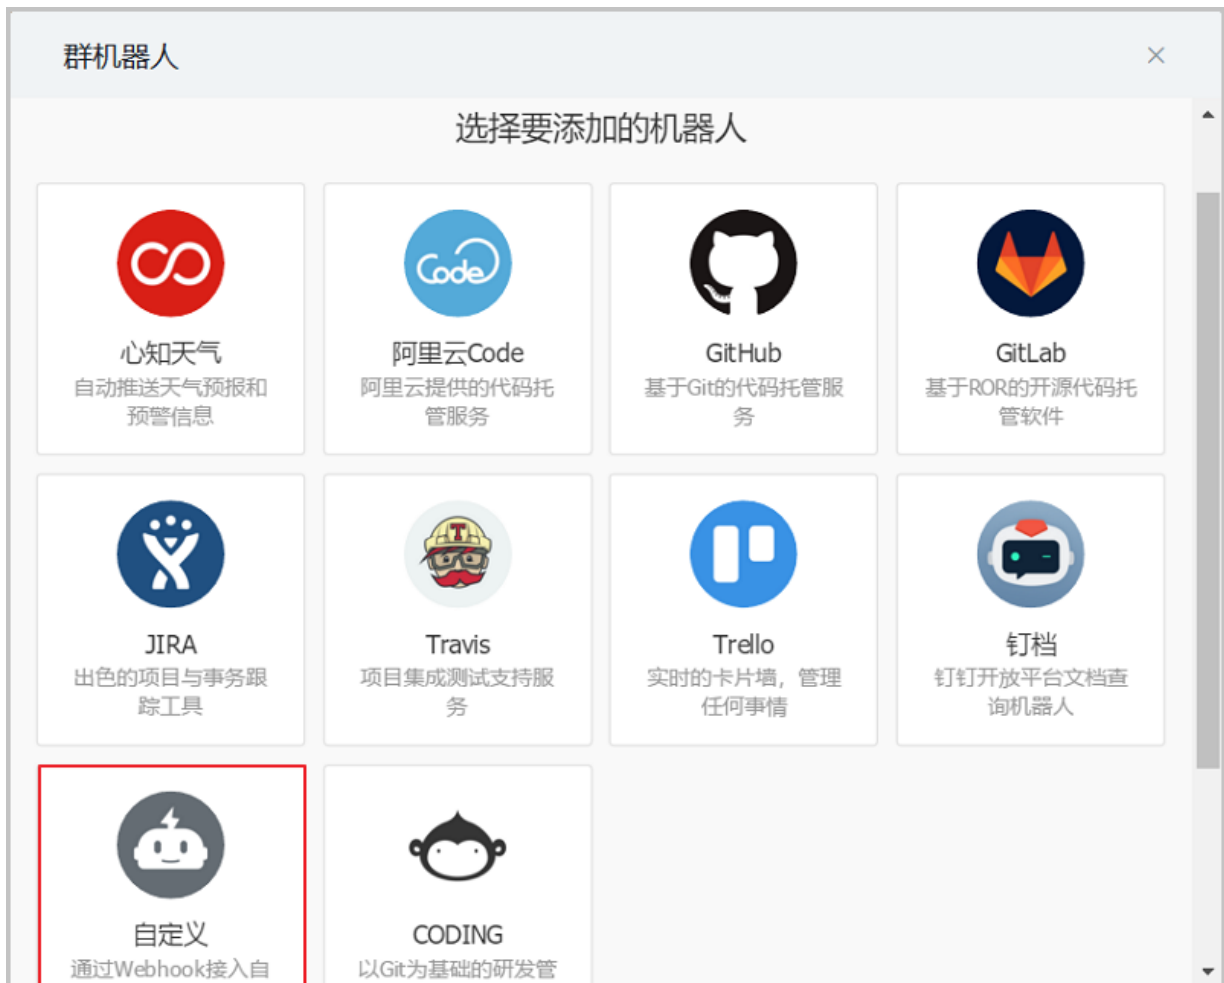 群机器人
选择要添加的机器人
Code
心知天气
自动推送天气预报和
预警信息
阿里云Code
阿里云提供的代码托
管服务
GitHub
基于Git的代码托管服
务
GitLab
基于ROR的开源代码托
管软件
T
JIRA
出色的项目与事务跟
踪工具
Travis
项目集成测试支持服
务
Trello
实时的卡片墙，管理
任何事情
钉档
钉钉开放平台文档查
询机器人
自定义
通过Webhook接入自
CODING
以Git为基础的研发管